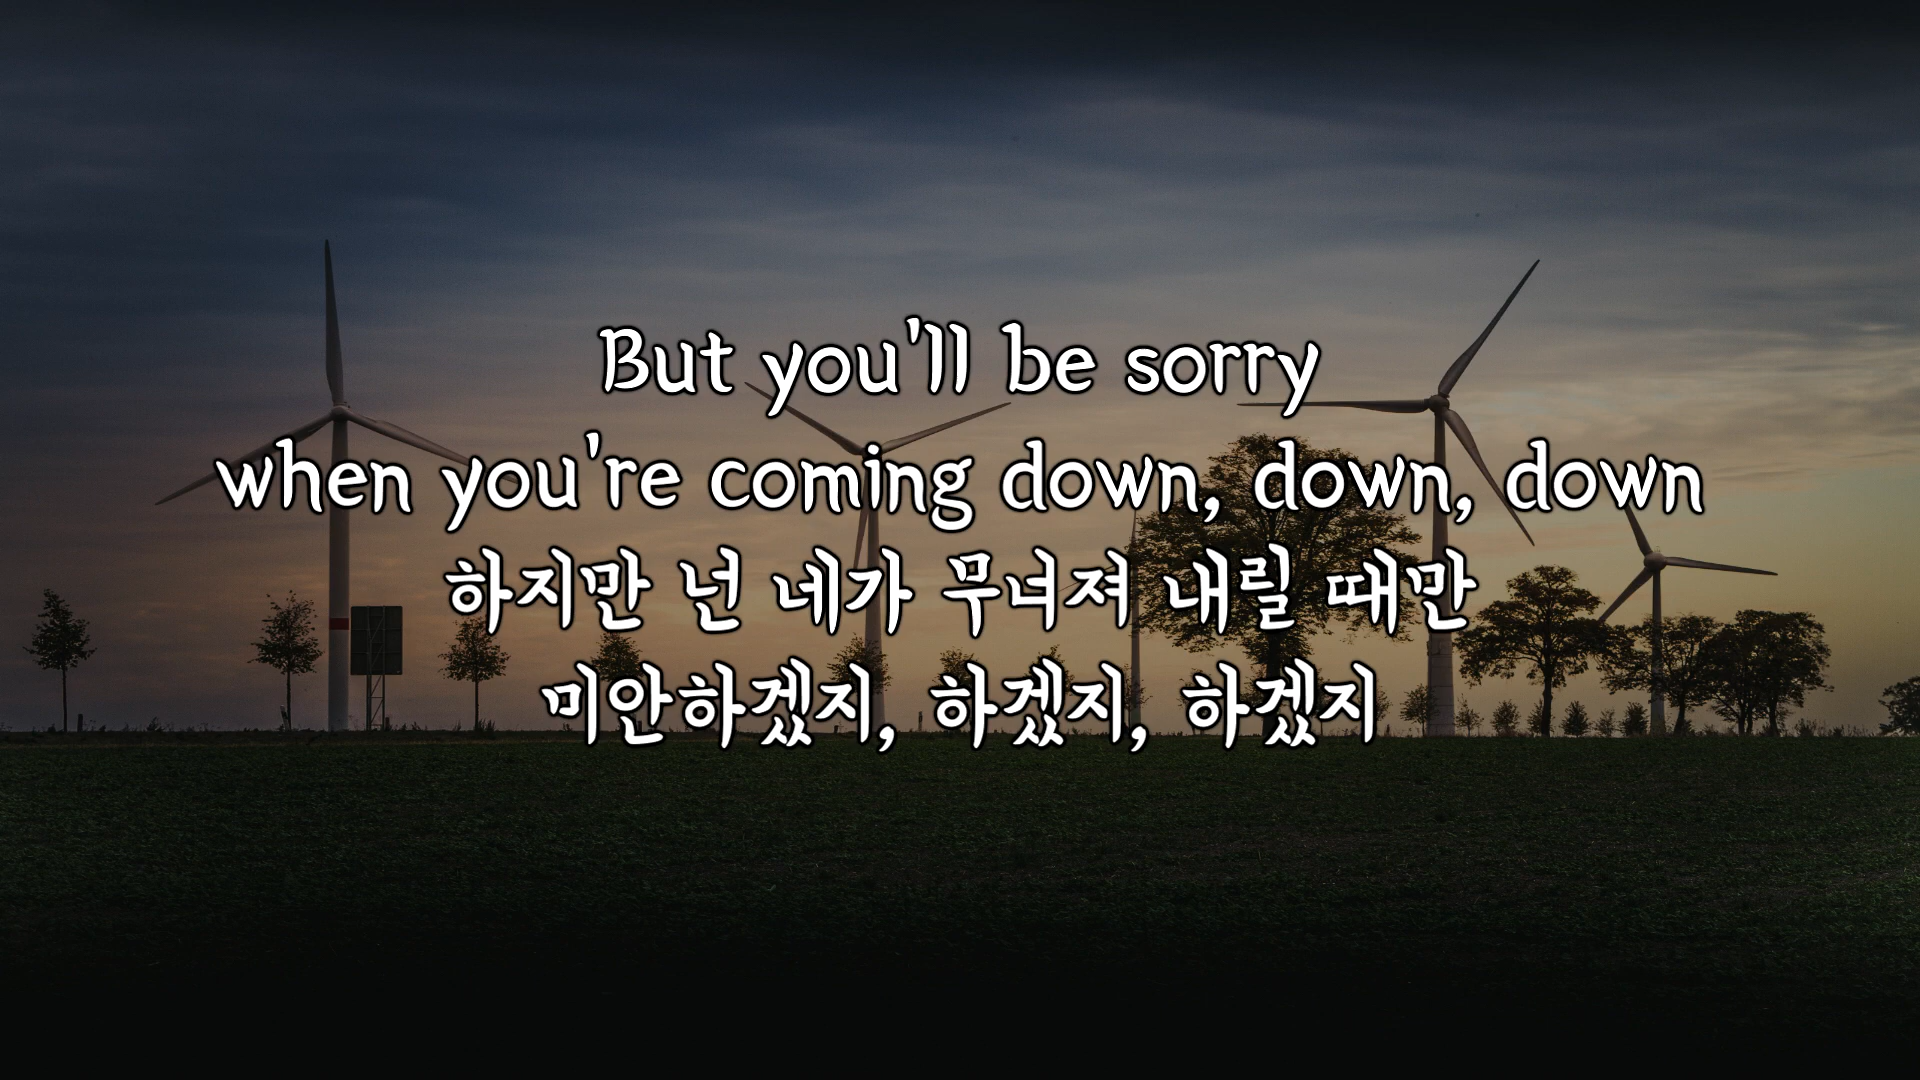 But you'll be sorry
when you're coming down, down, down
하지만 넌 네가 무너져 내릴 때만
미안하겠지, 하겠지, 하겠지